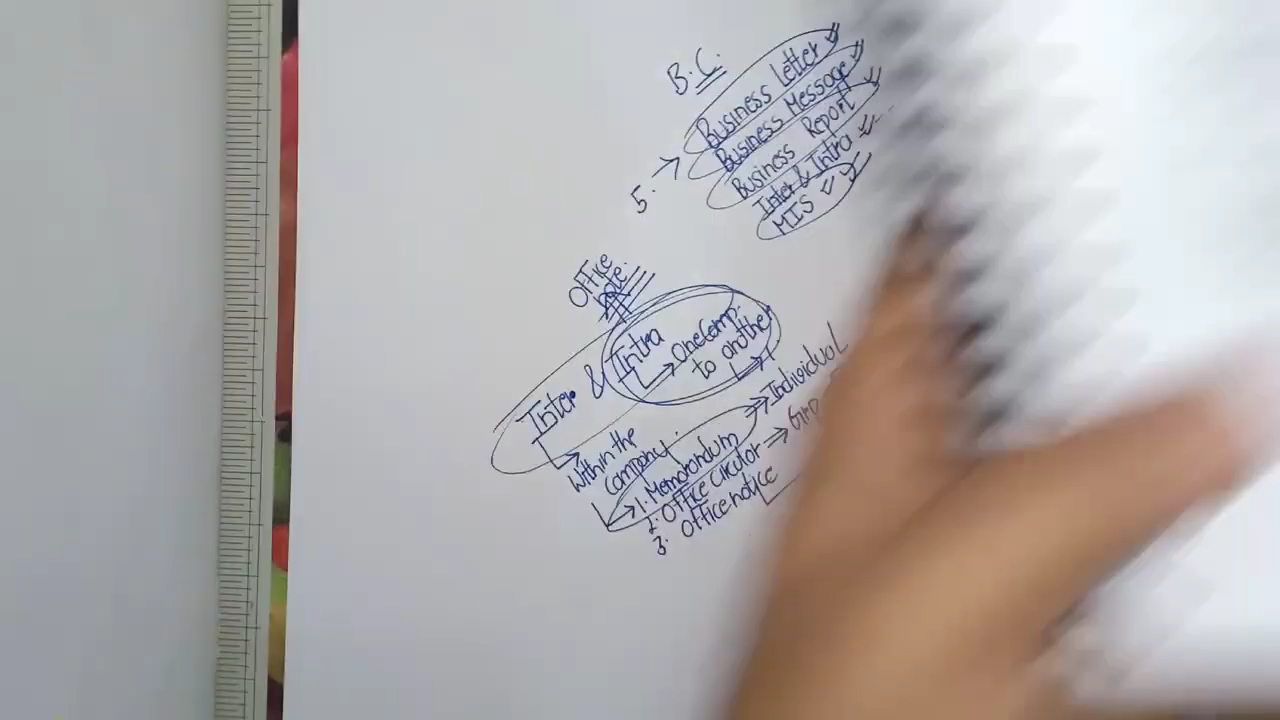 B.C.
Business Letter
Business Message
5. → Business Report
Inter & Intra
MIS
Office
Note.
Inter & Intra → One Comp.
to another
Within the
company.
→ 1. Memorandum ⇒ Individual
2. Office circular ⇒ Grp
3. Office notice